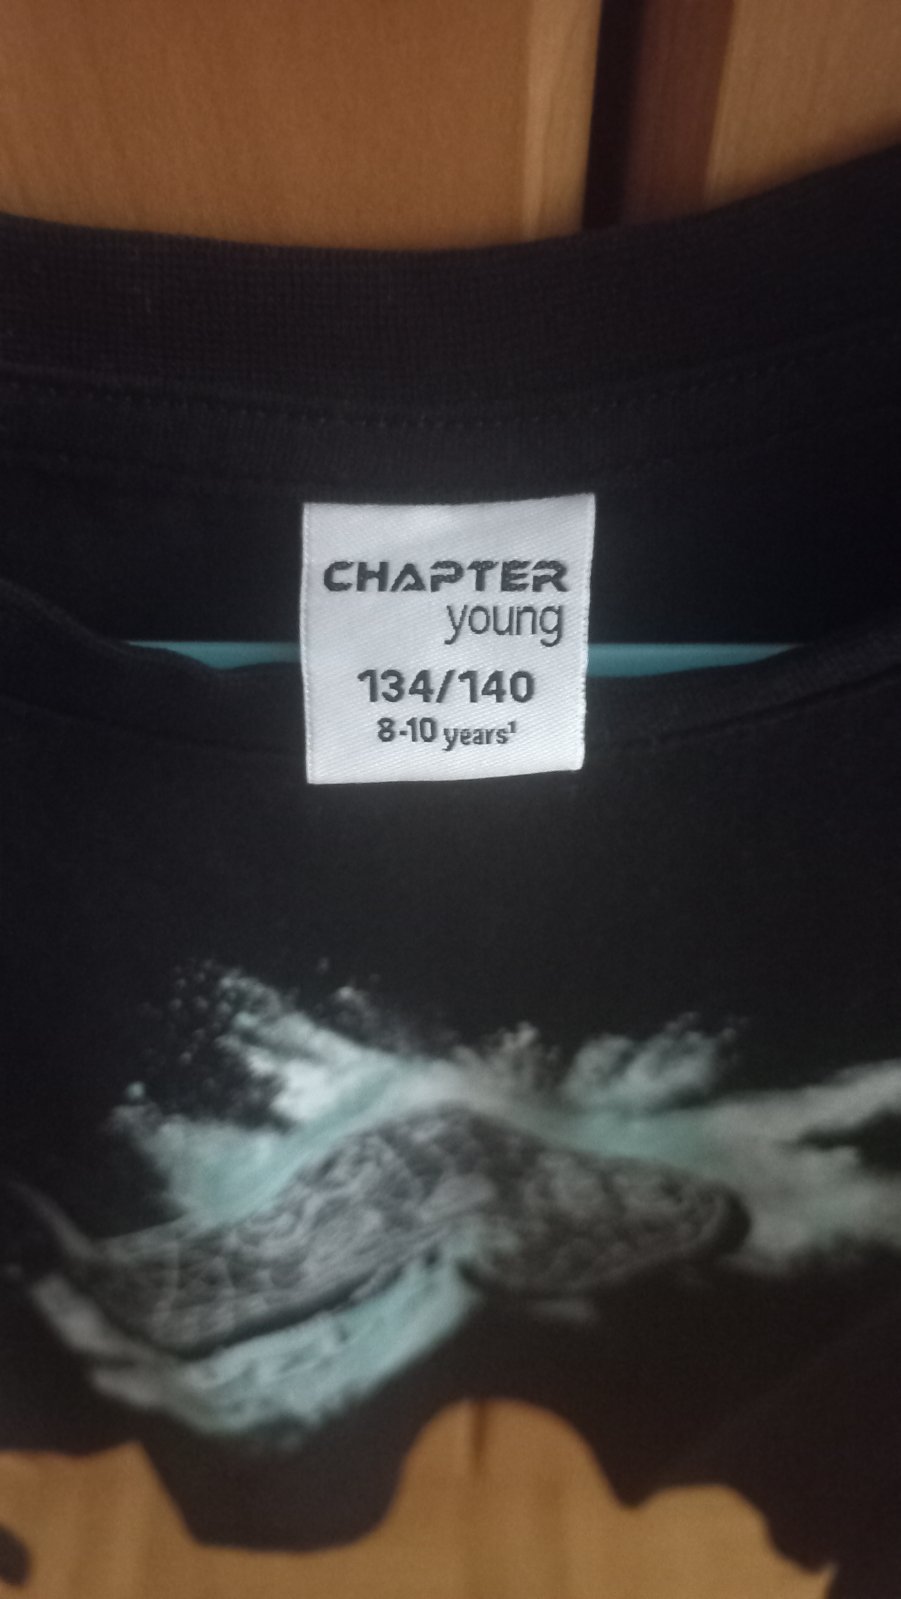 CHAPTER
young
134/140
8-10 years¹